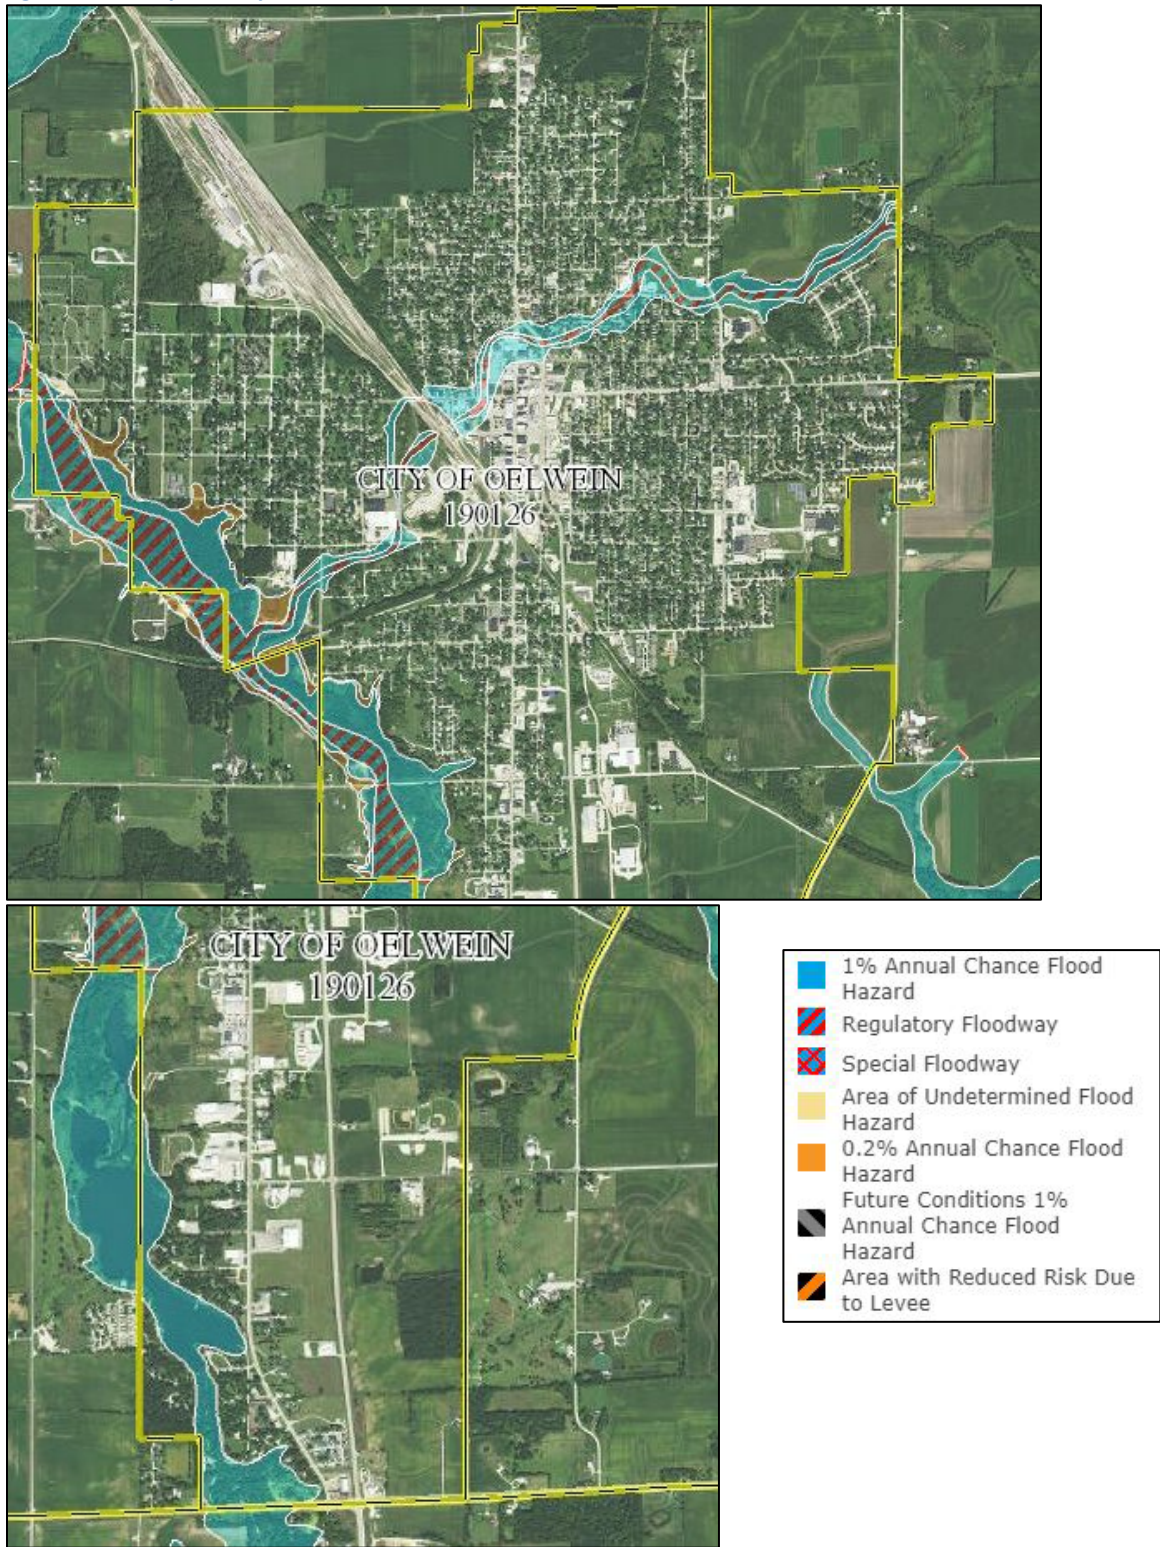 CITY OF OELWEIN
190126
CITY OF OELWEIN
190126
1% Annual Chance Flood
Hazard
Regulatory Floodway
Special Floodway
Area of Undetermined Flood
Hazard
0.2% Annual Chance Flood
Hazard
Future Conditions 1%
Annual Chance Flood
Hazard
Area with Reduced Risk Due
to Levee